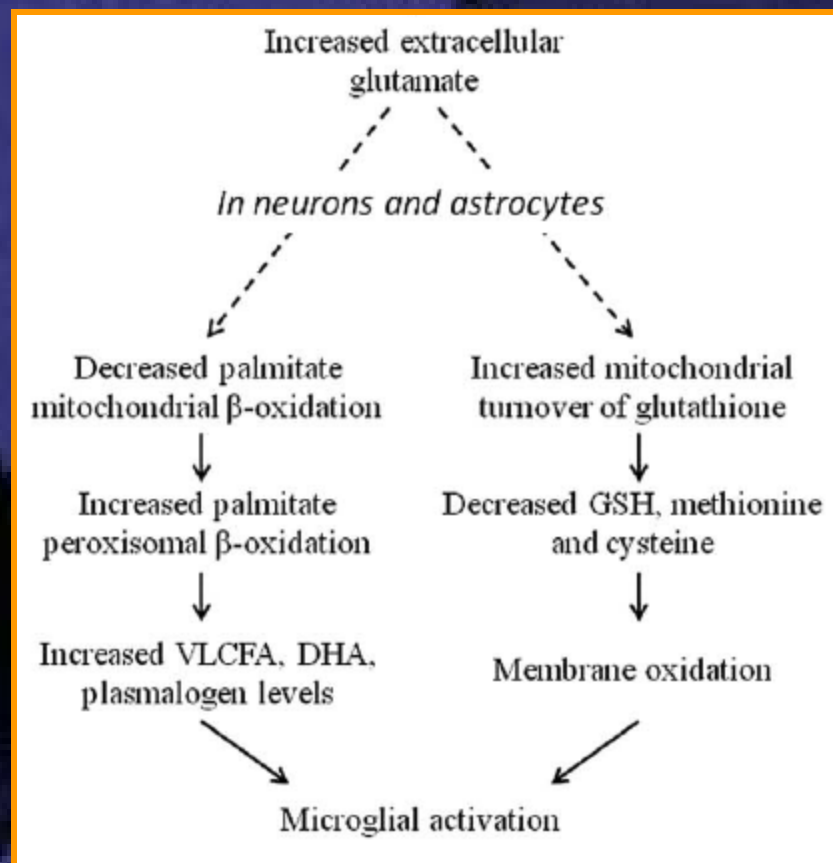 Increased extracellular
glutamate
In neurons and astrocytes
Decreased palmitate
mitochondrial β-oxidation
Increased mitochondrial
turnover of glutathione
Increased palmitate
peroxisomal β-oxidation
Decreased GSH, methionine
and cysteine
Increased VLCFA, DHA,
plasmalogen levels
Membrane oxidation
Microglial activation